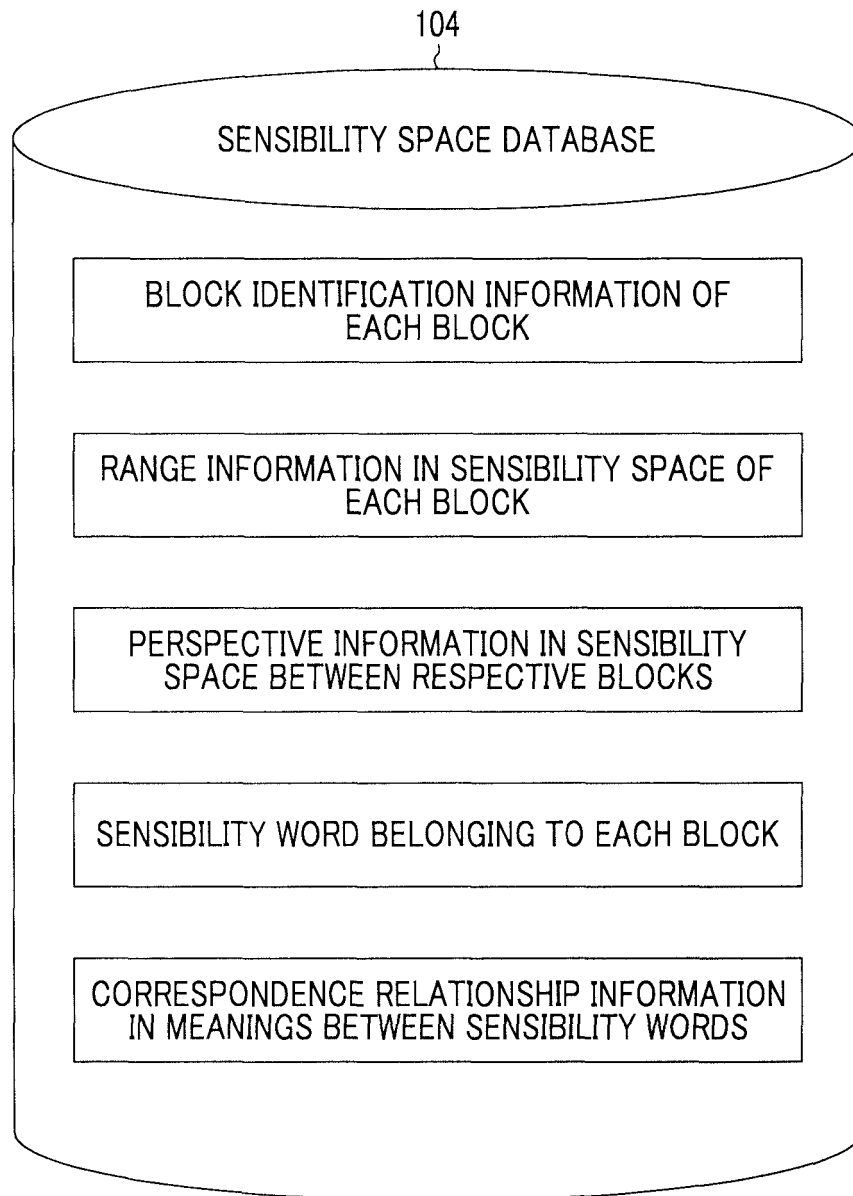 104
SENSIBILITY SPACE DATABASE
BLOCK IDENTIFICATION INFORMATION OF
EACH BLOCK
RANGE INFORMATION IN SENSIBILITY SPACE OF
EACH BLOCK
PERSPECTIVE INFORMATION IN SENSIBILITY
SPACE BETWEEN RESPECTIVE BLOCKS
SENSIBILITY WORD BELONGING TO EACH BLOCK
CORRESPONDENCE RELATIONSHIP INFORMATION
IN MEANINGS BETWEEN SENSIBILITY WORDS